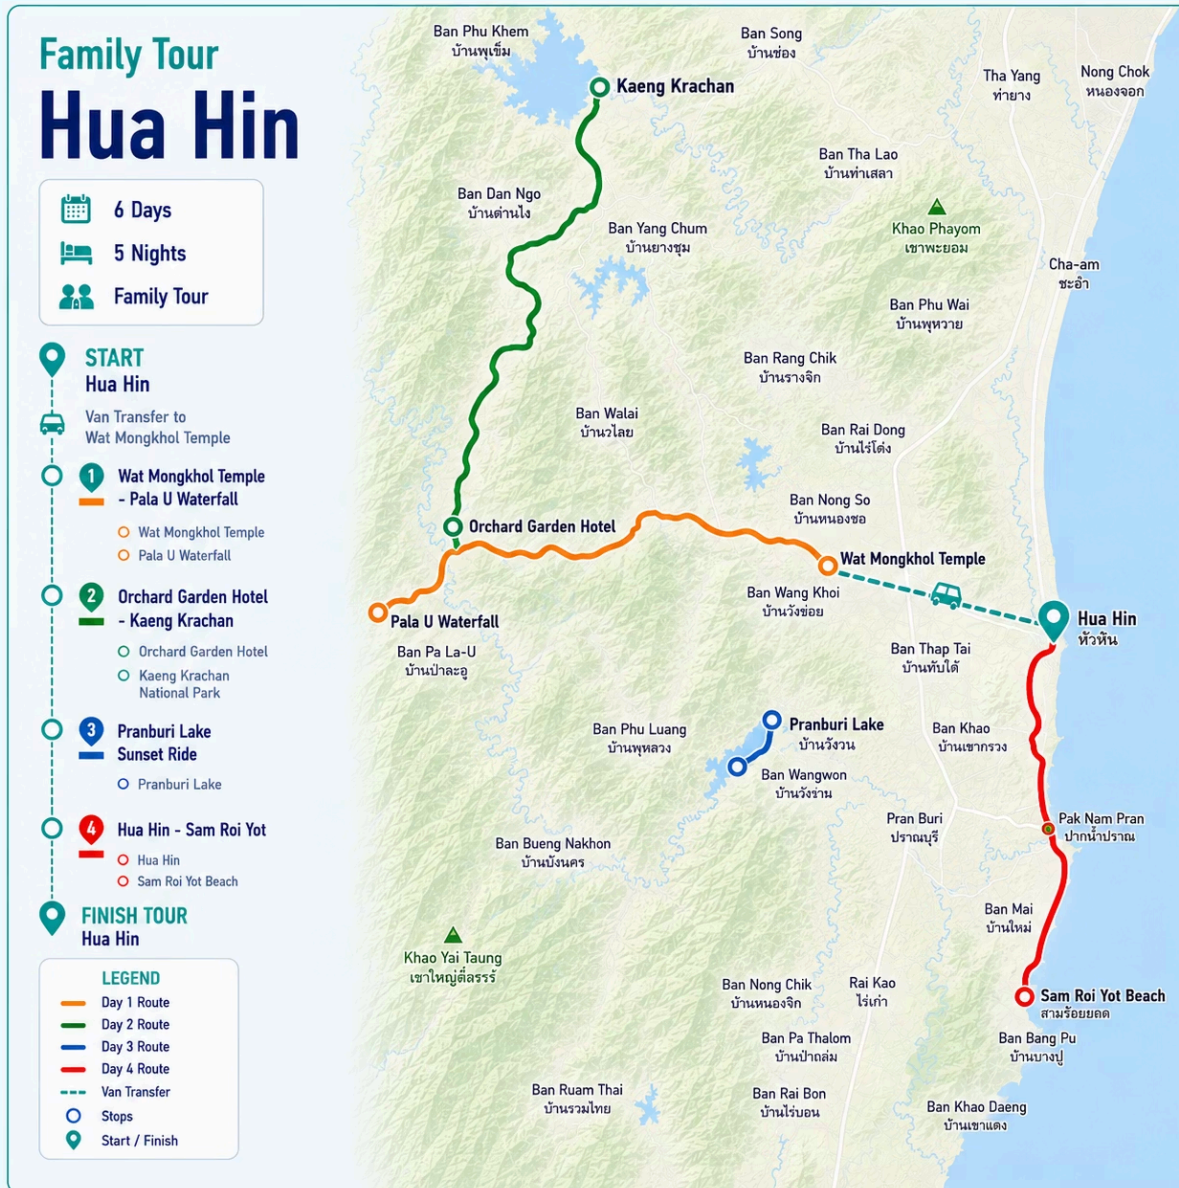 Family Tour
Hua Hin
6 Days
5 Nights
Family Tour
START
Hua Hin
Van Transfer to
Wat Mongkhol Temple
1
Wat Mongkhol Temple
- Pala U Waterfall
Wat Mongkhol Temple
Pala U Waterfall
2
Orchard Garden Hotel
- Kaeng Krachan
Orchard Garden Hotel
Kaeng Krachan
National Park
3
Pranburi Lake
Sunset Ride
Pranburi Lake
4
Hua Hin - Sam Roi Yot
Hua Hin
Sam Roi Yot Beach
FINISH TOUR
Hua Hin
LEGEND
Day 1 Route
Day 2 Route
Day 3 Route
Day 4 Route
Van Transfer
Stops
Start / Finish
Ban Phu Khem
บ้านพุเข็ม
Ban Song
บ้านช่อง
Kaeng Krachan
Tha Yang
ท่ายาง
Nong Chok
หนองจอก
Ban Tha Lao
บ้านท่าเสลา
Ban Dan Ngo
บ้านด่านไง
Ban Yang Chum
บ้านยางชุม
Khao Phayom
เขาพะยอม
Cha-am
ชะอำ
Ban Phu Wai
บ้านพุหวาย
Ban Rang Chik
บ้านรางจิก
Ban Walai
บ้านวไลย
Ban Rai Dong
บ้านไร่โด่ง
Ban Nong So
บ้านหนองซอ
Orchard Garden Hotel
Wat Mongkhol Temple
Ban Wang Khoi
บ้านวังข่อย
Pala U Waterfall
Ban Pa La-U
บ้านป่าละอู
Hua Hin
หัวหัน
Ban Thap Tai
บ้านทับใต้
Ban Phu Luang
บ้านพุหลวง
Pranburi Lake
บ้านวังวน
Ban Khao
บ้านเขากรวง
Ban Wangwon
บ้านวังข่าน
Pran Buri
ปราณบุรี
Pak Nam Pran
ปากน้ำปราณ
Ban Bueng Nakhon
บ้านบังนคร
Ban Mai
บ้านใหม่
Khao Yai Taung
Ban Nong Chik
บ้านหนองจิก
Rai Kao
ไร่เก่า
Sam Roi Yot Beach
สามร้อยยคด
Ban Pa Thalom
บ้านป่าถล่ม
Ban Bang Pu
บ้านบางปู
Ban Ruam Thai
บ้านรวมไทย
Ban Rai Bon
บ้านไร่บอน
Ban Khao Daeng
บ้านเขาแดง